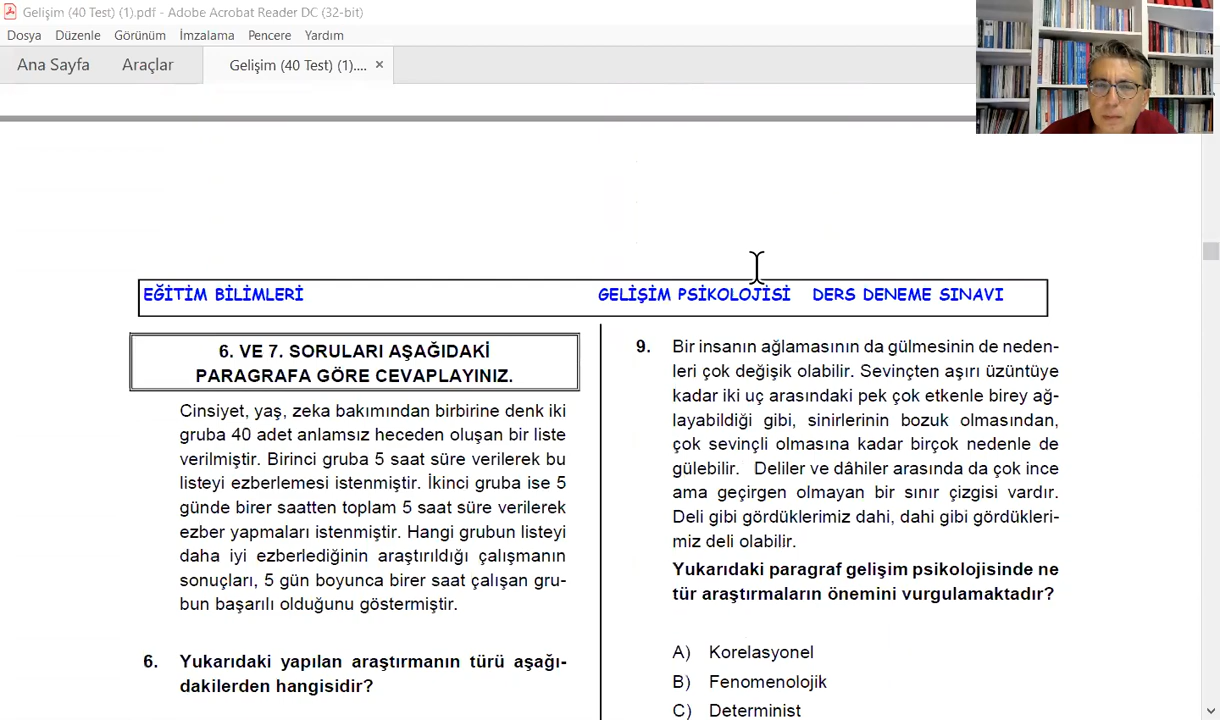 Gelişim (40 Test) (1).pdf - Adobe Acrobat Reader DC (32-bit)
Dosya Düzenle Görünüm İmzalama Pencere Yardım
Ana Sayfa Araçlar Gelişim (40 Test) (1).... ×
EĞİTİM BİLİMLERİ GELİŞİM PSİKOLOJİSİ DERS DENEME SINAVI
6. VE 7. SORULARI AŞAĞIDAKİ
PARAGRAFA GÖRE CEVAPLAYINIZ.
Cinsiyet, yaş, zeka bakımından birbirine denk iki
gruba 40 adet anlamsız heceden oluşan bir liste
verilmiştir. Birinci gruba 5 saat süre verilerek bu
listeyi ezberlemesi istenmiştir. İkinci gruba ise 5
günde birer saatten toplam 5 saat süre verilerek
ezber yapmaları istenmiştir. Hangi grubun listeyi
daha iyi ezberlediğinin araştırıldığı çalışmanın
sonuçları, 5 gün boyunca birer saat çalışan gru-
bun başarılı olduğunu göstermiştir.
6. Yukarıdaki yapılan araştırmanın türü aşağı-
dakilerden hangisidir?
9. Bir insanın ağlamasının da gülmesinin de neden-
leri çok değişik olabilir. Sevinçten aşırı üzüntüye
kadar iki uç arasındaki pek çok etkenle birey ağ-
layabildiği gibi, sinirlerinin bozuk olmasından,
çok sevinçli olmasına kadar birçok nedenle de
gülebilir. Deliler ve dâhiler arasında da çok ince
ama geçirgen olmayan bir sınır çizgisi vardır.
Deli gibi gördüklerimiz dahi, dahi gibi gördükleri-
miz deli olabilir.
Yukarıdaki paragraf gelişim psikolojisinde ne
tür araştırmaların önemini vurgulamaktadır?
A) Korelasyonel
B) Fenomenolojik
C) Determinist